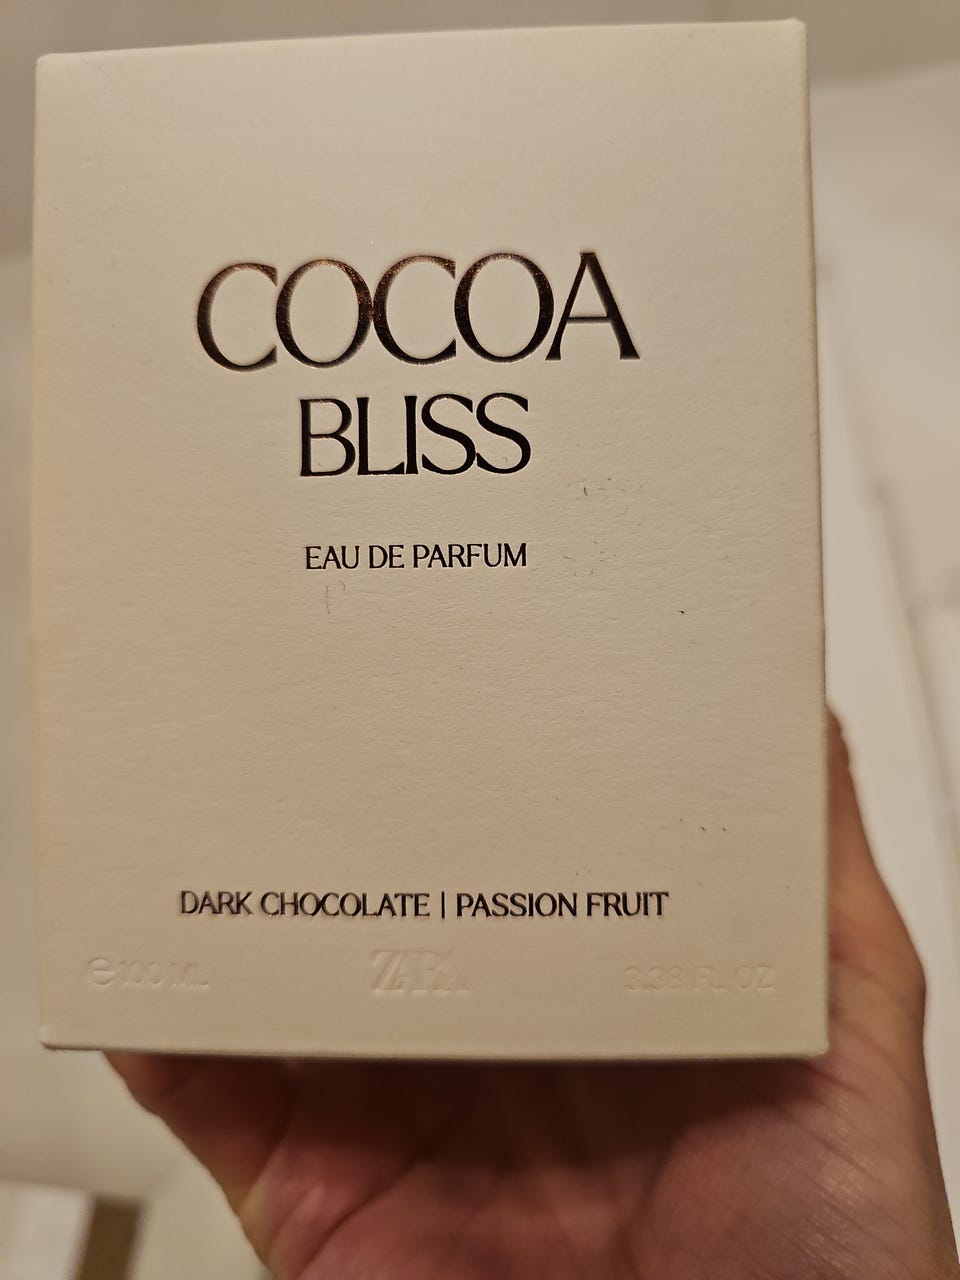 COCOA
BLISS
EAU DE PARFUM
DARK CHOCOLATE | PASSION FRUIT
℮ 100 ML ZARA 3.38 FL. OZ